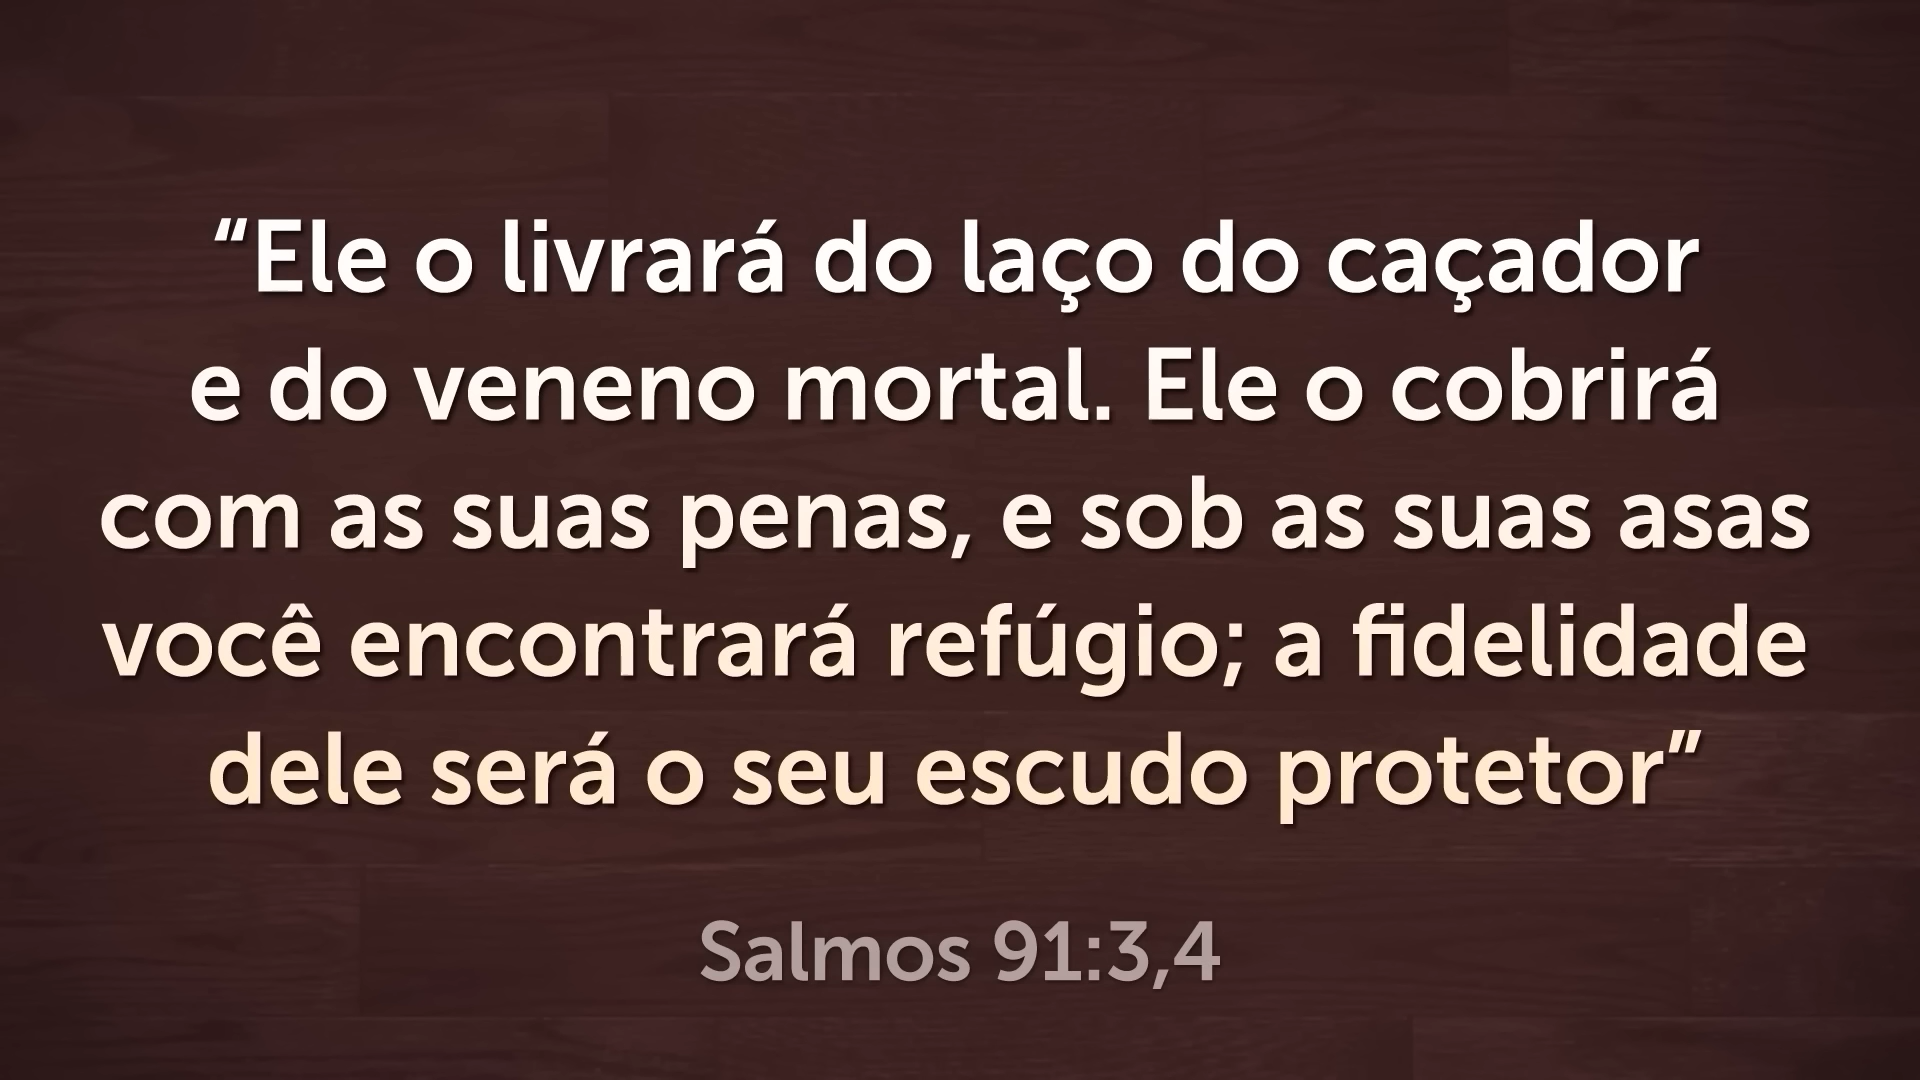 “Ele o livrará do laço do caçador
e do veneno mortal. Ele o cobrirá
com as suas penas, e sob as suas asas
você encontrará refúgio; a fidelidade
dele será o seu escudo protetor”
Salmos 91:3,4